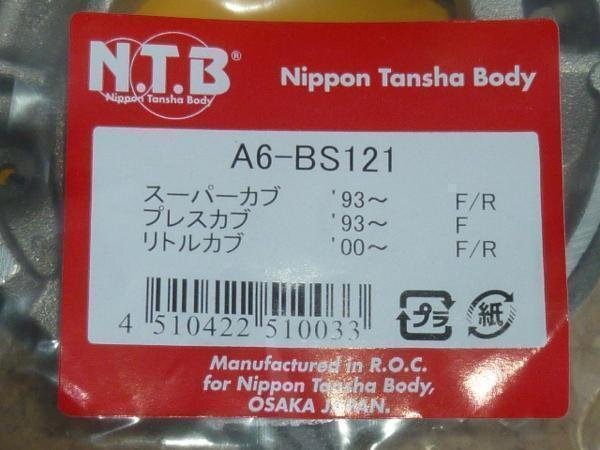 N.T.B®
Nippon Tansha Body
Nippon Tansha Body
A6-BS121
スーパーカブ '93～ F/R
プレスカブ '93～ F
リトルカブ '00～ F/R
4 510422 510033
プラ
紙
Manufactured in R.O.C.
for Nippon Tansha Body,
OSAKA JAPAN.